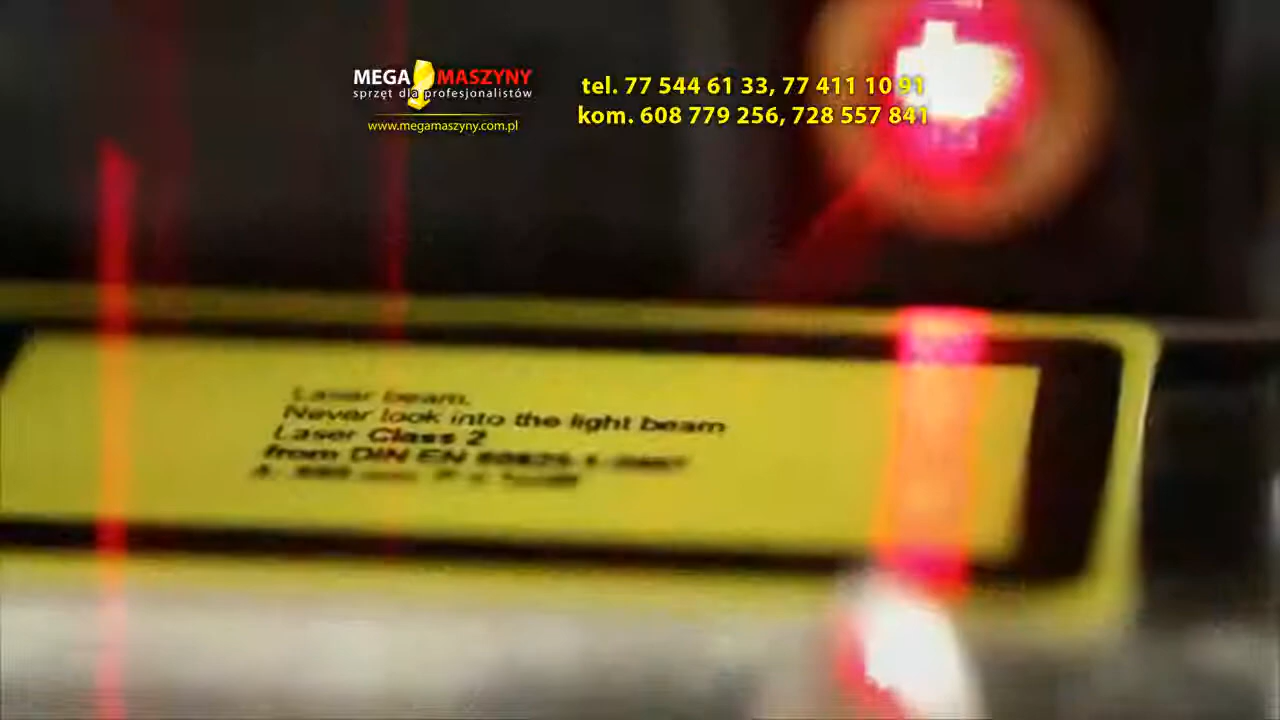 MEGA MASZYNY
sprzęt dla profesjonalistów
www.megamaszyny.com.pl
tel. 77 544 61 33, 77 411 10 91
kom. 608 779 256, 728 557 841
Laser beam.
Never look into the light beam
Laser Class 2
from DIN EN